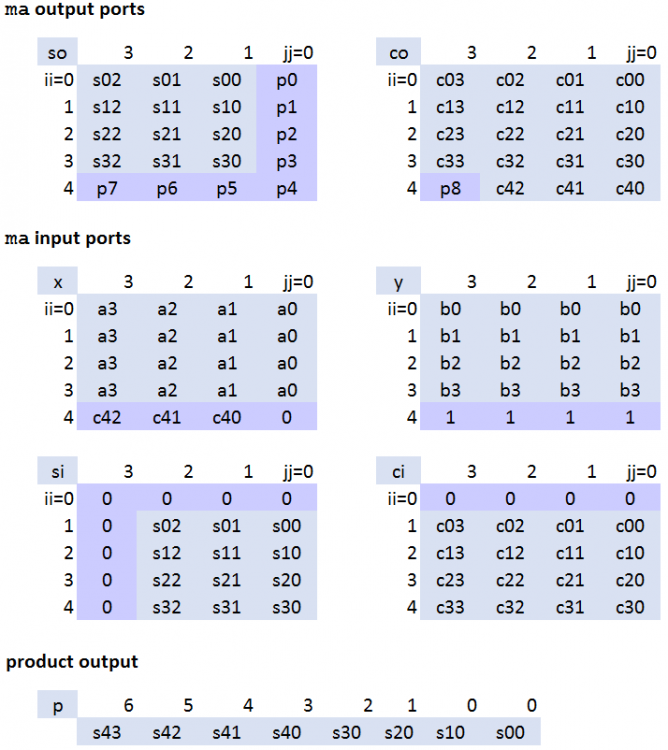 ma output ports
so 3 2 1 jj=0
ii=0 s02 s01 s00 p0
1 s12 s11 s10 p1
2 s22 s21 s20 p2
3 s32 s31 s30 p3
4 p7 p6 p5 p4
co 3 2 1 jj=0
ii=0 c03 c02 c01 c00
1 c13 c12 c11 c10
2 c23 c22 c21 c20
3 c33 c32 c31 c30
4 p8 c42 c41 c40
ma input ports
x 3 2 1 jj=0
ii=0 a3 a2 a1 a0
1 a3 a2 a1 a0
2 a3 a2 a1 a0
3 a3 a2 a1 a0
4 c42 c41 c40 0
y 3 2 1 jj=0
ii=0 b0 b0 b0 b0
1 b1 b1 b1 b1
2 b2 b2 b2 b2
3 b3 b3 b3 b3
4 1 1 1 1
si 3 2 1 jj=0
ii=0 0 0 0 0
1 0 s02 s01 s00
2 0 s12 s11 s10
3 0 s22 s21 s20
4 0 s32 s31 s30
ci 3 2 1 jj=0
ii=0 0 0 0 0
1 c03 c02 c01 c00
2 c13 c12 c11 c10
3 c23 c22 c21 c20
4 c33 c32 c31 c30
product output
p 6 5 4 3 2 1 0 0
s43 s42 s41 s40 s30 s20 s10 s00